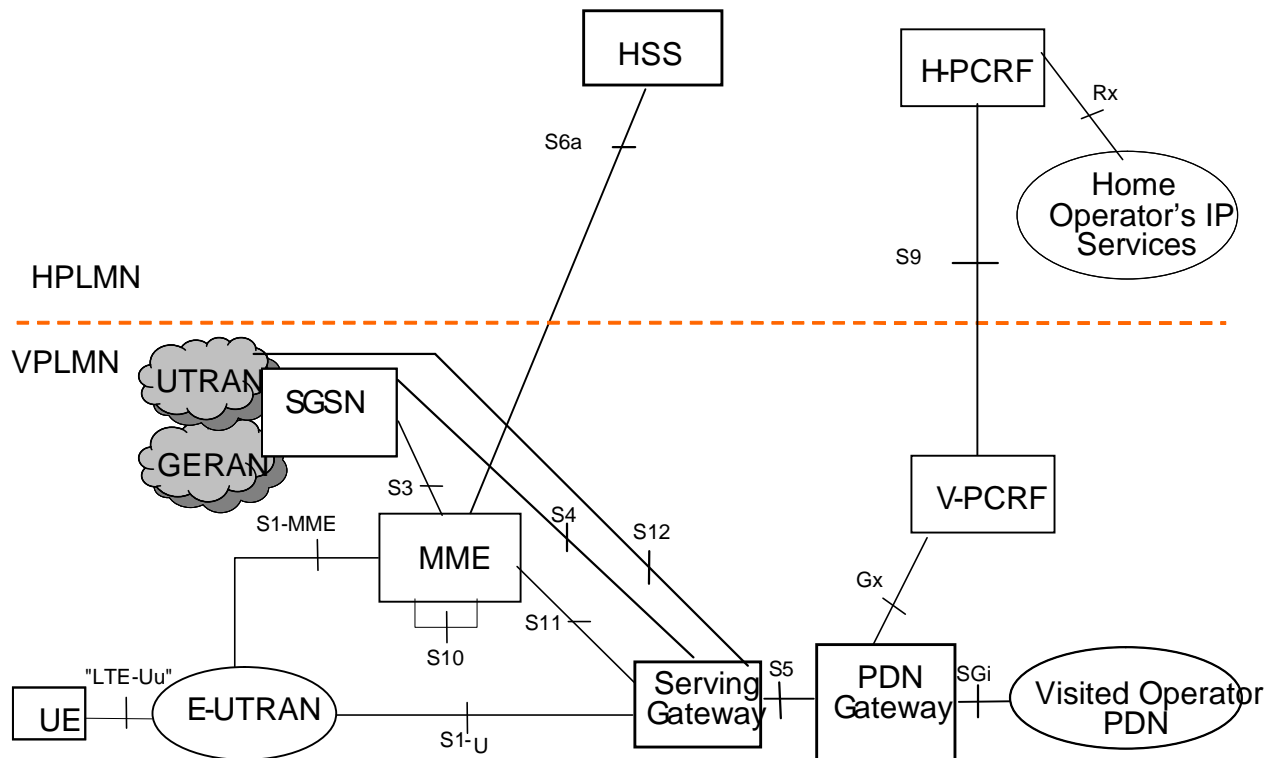 HSS
H-PCRF
Rx
S6a
Home
Operator's IP
Services
S9
HPLMN
VPLMN
UTRAN
SGSN
GERAN
S3
V-PCRF
S1-MME
S4
S12
MME
Gx
S11
S10
"LTE-Uu"
S5
SGi
UE
E-UTRAN
Serving
Gateway
PDN
Gateway
Visited Operator
PDN
S1-U